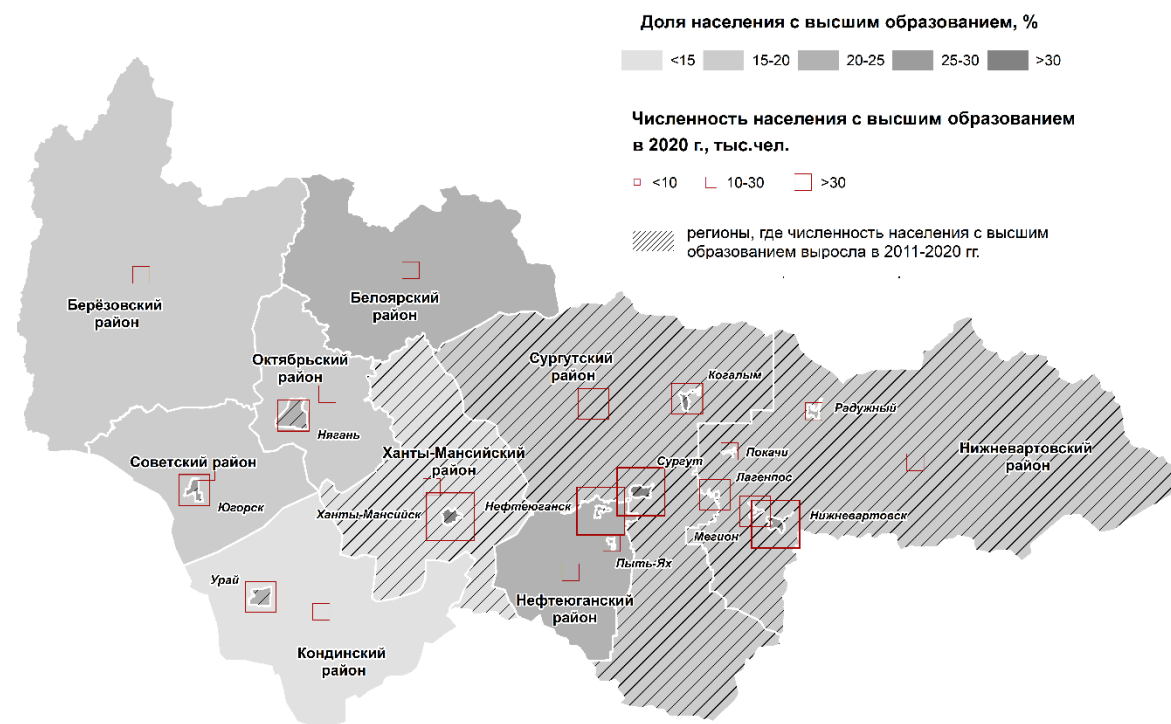 Доля населения с высшим образованием, %
<15 15-20 20-25 25-30 >30
Численность населения с высшим образованием
в 2020 г., тыс.чел.
<10 10-30 >30
регионы, где численность населения с высшим
образованием выросла в 2011-2020 гг.
Берёзовский
район
Белоярский
район
Октябрьский
район
Сургутский
район
Когалым
Радужный
Нягань
Ханты-Мансийский
район
Нижневартовский
район
Советский район
Югорск
Ханты-Мансийск
Нефтеюганск
Сургут
Покачи
Лагенпос
Мегион
Нижневартовск
Пыть-Ях
Урай
Нефтеюганский
район
Кондинский
район